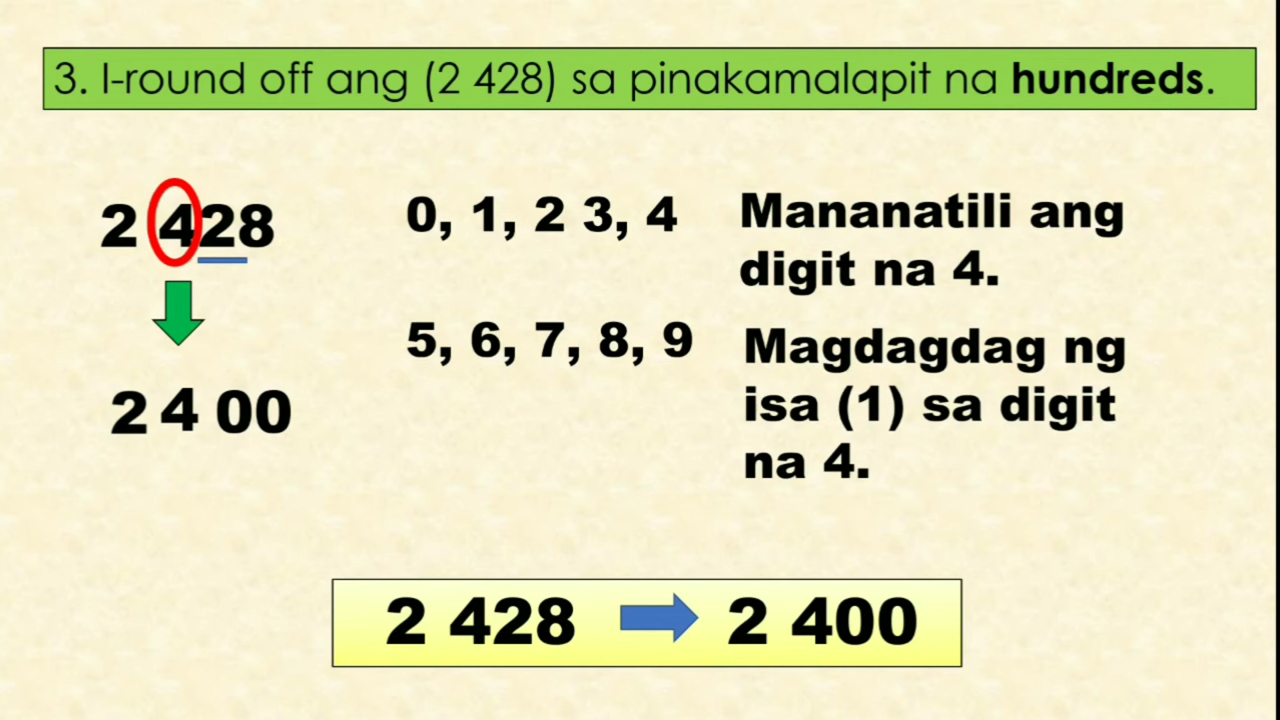 3. I-round off ang (2 428) sa pinakamalapit na hundreds.
2 428
0, 1, 2 3, 4
Mananatili ang
digit na 4.
5, 6, 7, 8, 9
Magdagdag ng
isa (1) sa digit
na 4.
2 4 00
2 428
2 400